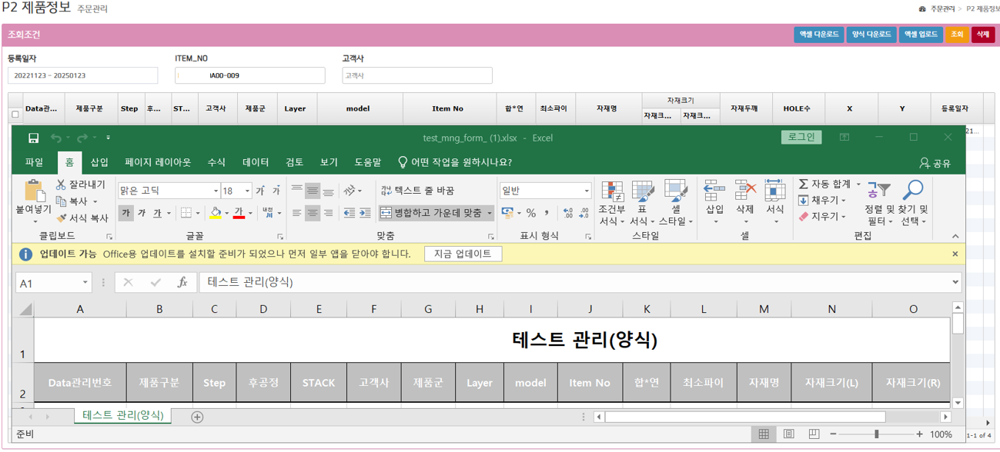 P2 제품정보 주문관리
주문관리 > P2 제품정보
조회조건
엑셀 다운로드 양식 다운로드 엑셀 업로드 조회 삭제
등록일자 ITEM_NO 고객사
20221123 - 20250123 IA00-009 고객사
Data관... 제품구분 Step 후... ST... 고객사 제품군 Layer model Item No 합*연 최소파이 자재명 자재크기 자재두께 HOLE수 X Y 등록일자
자재크... 자재크...
21...
test_mng_form_ (1).xlsx - Excel
로그인
파일 홈 삽입 페이지 레이아웃 수식 데이터 검토 보기 도움말 어떤 작업을 원하시나요? 공유
붙여넣기 잘라내기
복사
서식 복사
클립보드
맑은 고딕 18 가 가
가 가 가 가 내천
글꼴
텍스트 줄 바꿈
병합하고 가운데 맞춤
맞춤
일반
% , .0 .00 .00 .0
표시 형식
조건부 서식 표 서식 셀 스타일
스타일
삽입 삭제 서식
셀
자동 합계
채우기
지우기
정렬 및 필터 찾기 및 선택
편집
업데이트 가능 Office용 업데이트를 설치할 준비가 되었으나 먼저 일부 앱을 닫아야 합니다. 지금 업데이트
A1 fx 테스트 관리(양식)
A B C D E F G H I J K L M N O
1 테스트 관리(양식)
2 Data관리번호 제품구분 Step 후공정 STACK 고객사 제품군 Layer model Item No 합*연 최소파이 자재명 자재크기(L) 자재크기(R)
테스트 관리(양식)
준비 100%
1-1 of 4